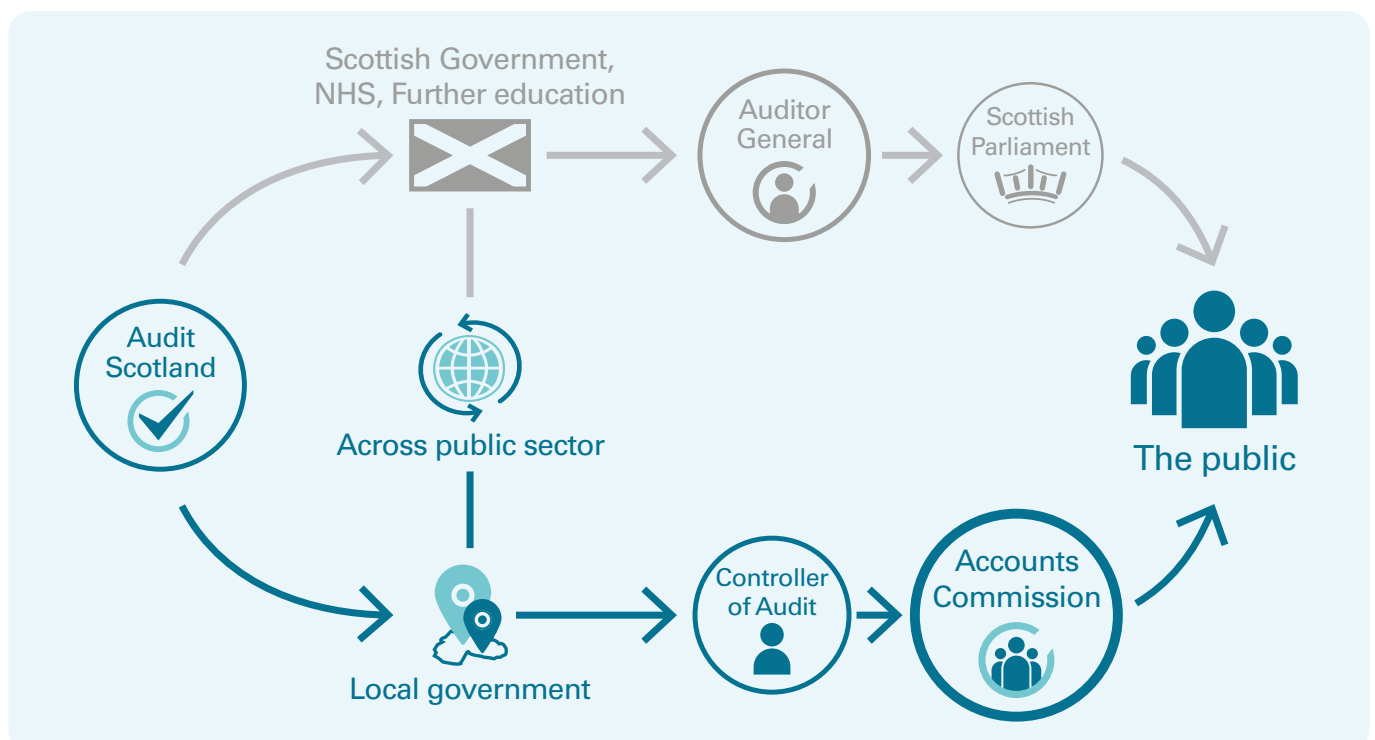 Scottish Government,
NHS, Further education
Auditor
General
Scottish
Parliament
Audit
Scotland
Across public sector
The public
Local government
Controller
of Audit
Accounts
Commission